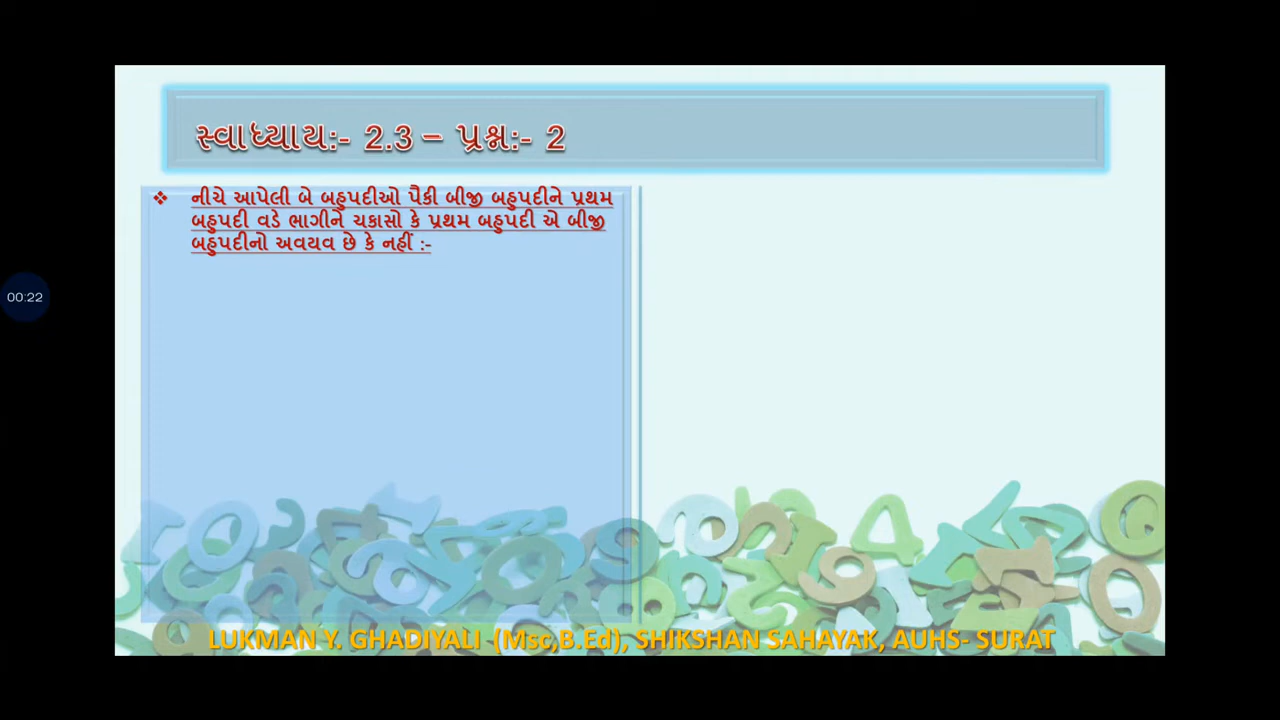 સ્વાધ્યાય:- 2.3 – પ્રશ્ન:- 2
❖ નીચે આપેલી બે બહુપદીઓ પૈકી બીજી બહુપદીને પ્રથમ
બહુપદી વડે ભાગીને ચકાસો કે પ્રથમ બહુપદી એ બીજી
બહુપદીનો અવયવ છે કે નહીં :-
00:22
LUKMAN Y. GHADIYALI (Msc,B.Ed), SHIKSHAN SAHAYAK, AUHS- SURAT